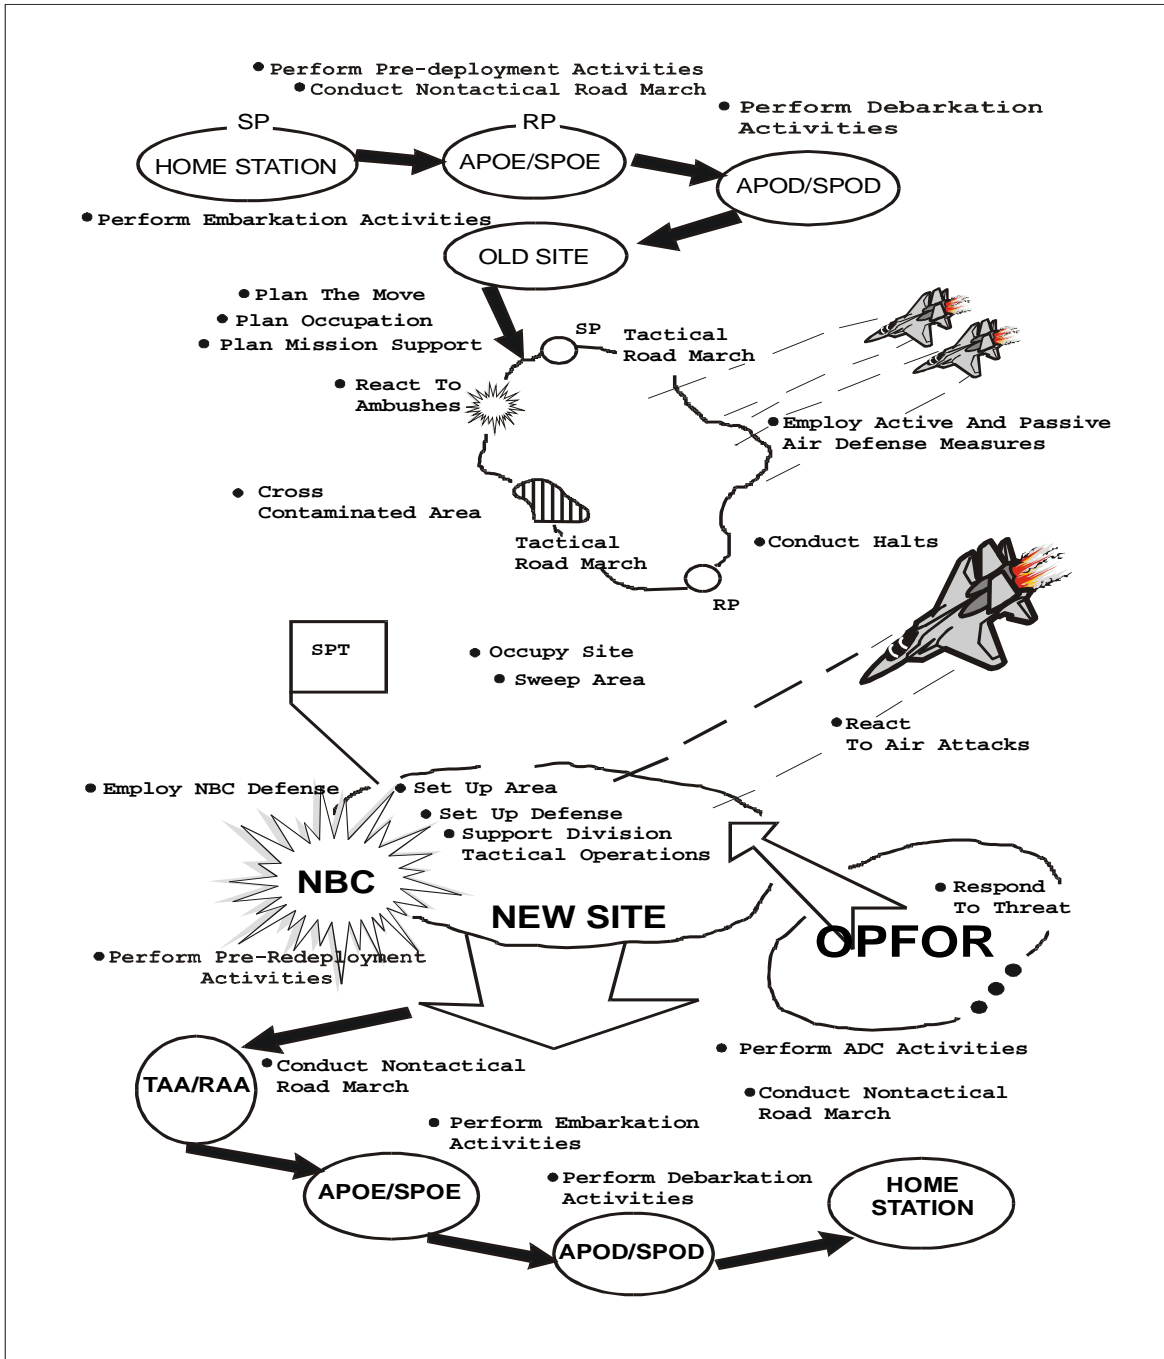 • Perform Pre-deployment Activities
• Conduct Nontactical Road March
SP
RP
• Perform Debarkation
Activities
HOME STATION
APOE/SPOE
APOD/SPOD
• Perform Embarkation Activities
OLD SITE
• Plan The Move
• Plan Occupation
• Plan Mission Support
SP
Tactical
Road March
• React To
Ambushes
• Employ Active And Passive
Air Defense Measures
• Cross
Contaminated Area
Tactical
Road March
• Conduct Halts
RP
SPT
• Occupy Site
• Sweep Area
• React
To Air Attacks
• Employ NBC Defense
• Set Up Area
• Set Up Defense
• Support Division
Tactical Operations
NBC
NEW SITE
• Respond
To Threat
OPFOR
• Perform Pre-Redeployment
Activities
• Perform ADC Activities
• Conduct Nontactical
Road March
TAA/RAA
• Conduct Nontactical
Road March
• Perform Embarkation
Activities
• Perform Debarkation
Activities
APOE/SPOE
HOME
STATION
APOD/SPOD